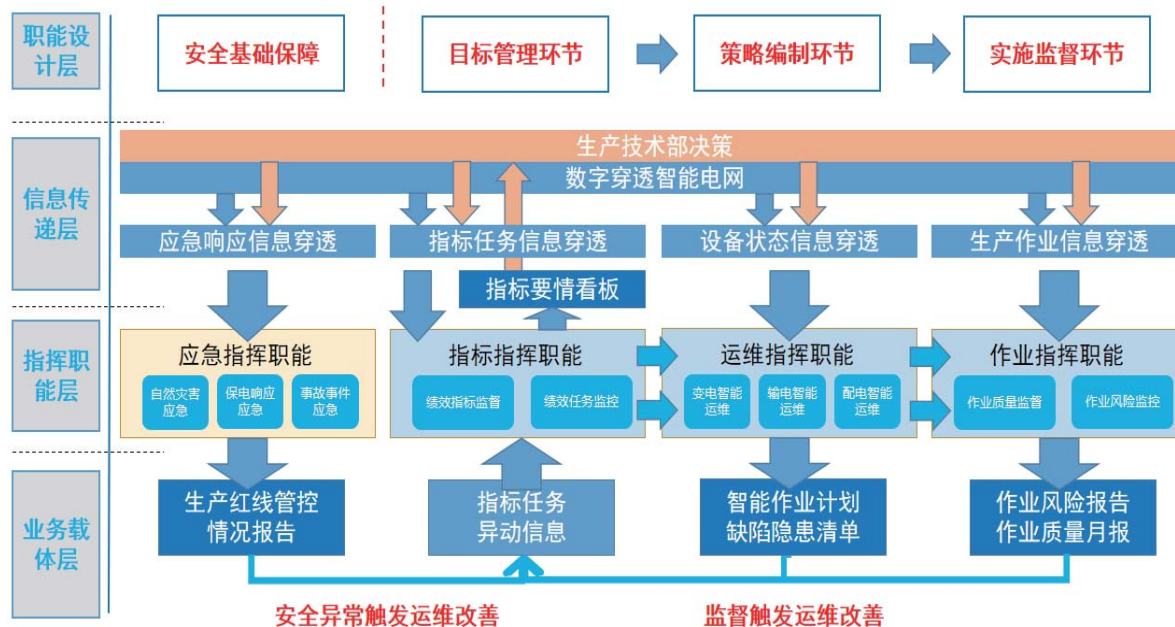 职能设
计层
安全基础保障
目标管理环节
策略编制环节
实施监督环节
信息传
递层
生产技术部决策
数字穿透智能电网
应急响应信息穿透
指标任务信息穿透
设备状态信息穿透
生产作业信息穿透
指标要情看板
指挥职
能层
应急指挥职能
自然灾害
应急
保电响应
应急
事故事件
应急
指标指挥职能
绩效指标监督
绩效任务监控
运维指挥职能
变电智能
运维
输电智能
运维
配电智能
运维
作业指挥职能
作业质量监督
作业风险监控
业务载
体层
生产红线管控
情况报告
指标任务
异动信息
智能作业计划
缺陷隐患清单
作业风险报告
作业质量月报
安全异常触发运维改善
监督触发运维改善